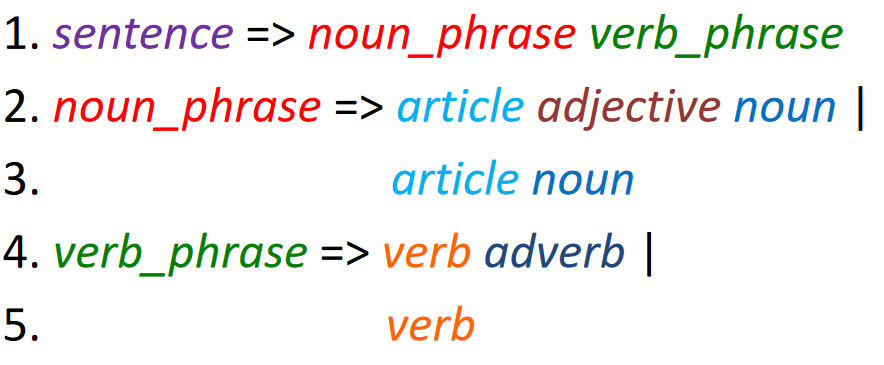 1. sentence => noun_phrase verb_phrase
2. noun_phrase => article adjective noun |
3. article noun
4. verb_phrase => verb adverb |
5. verb